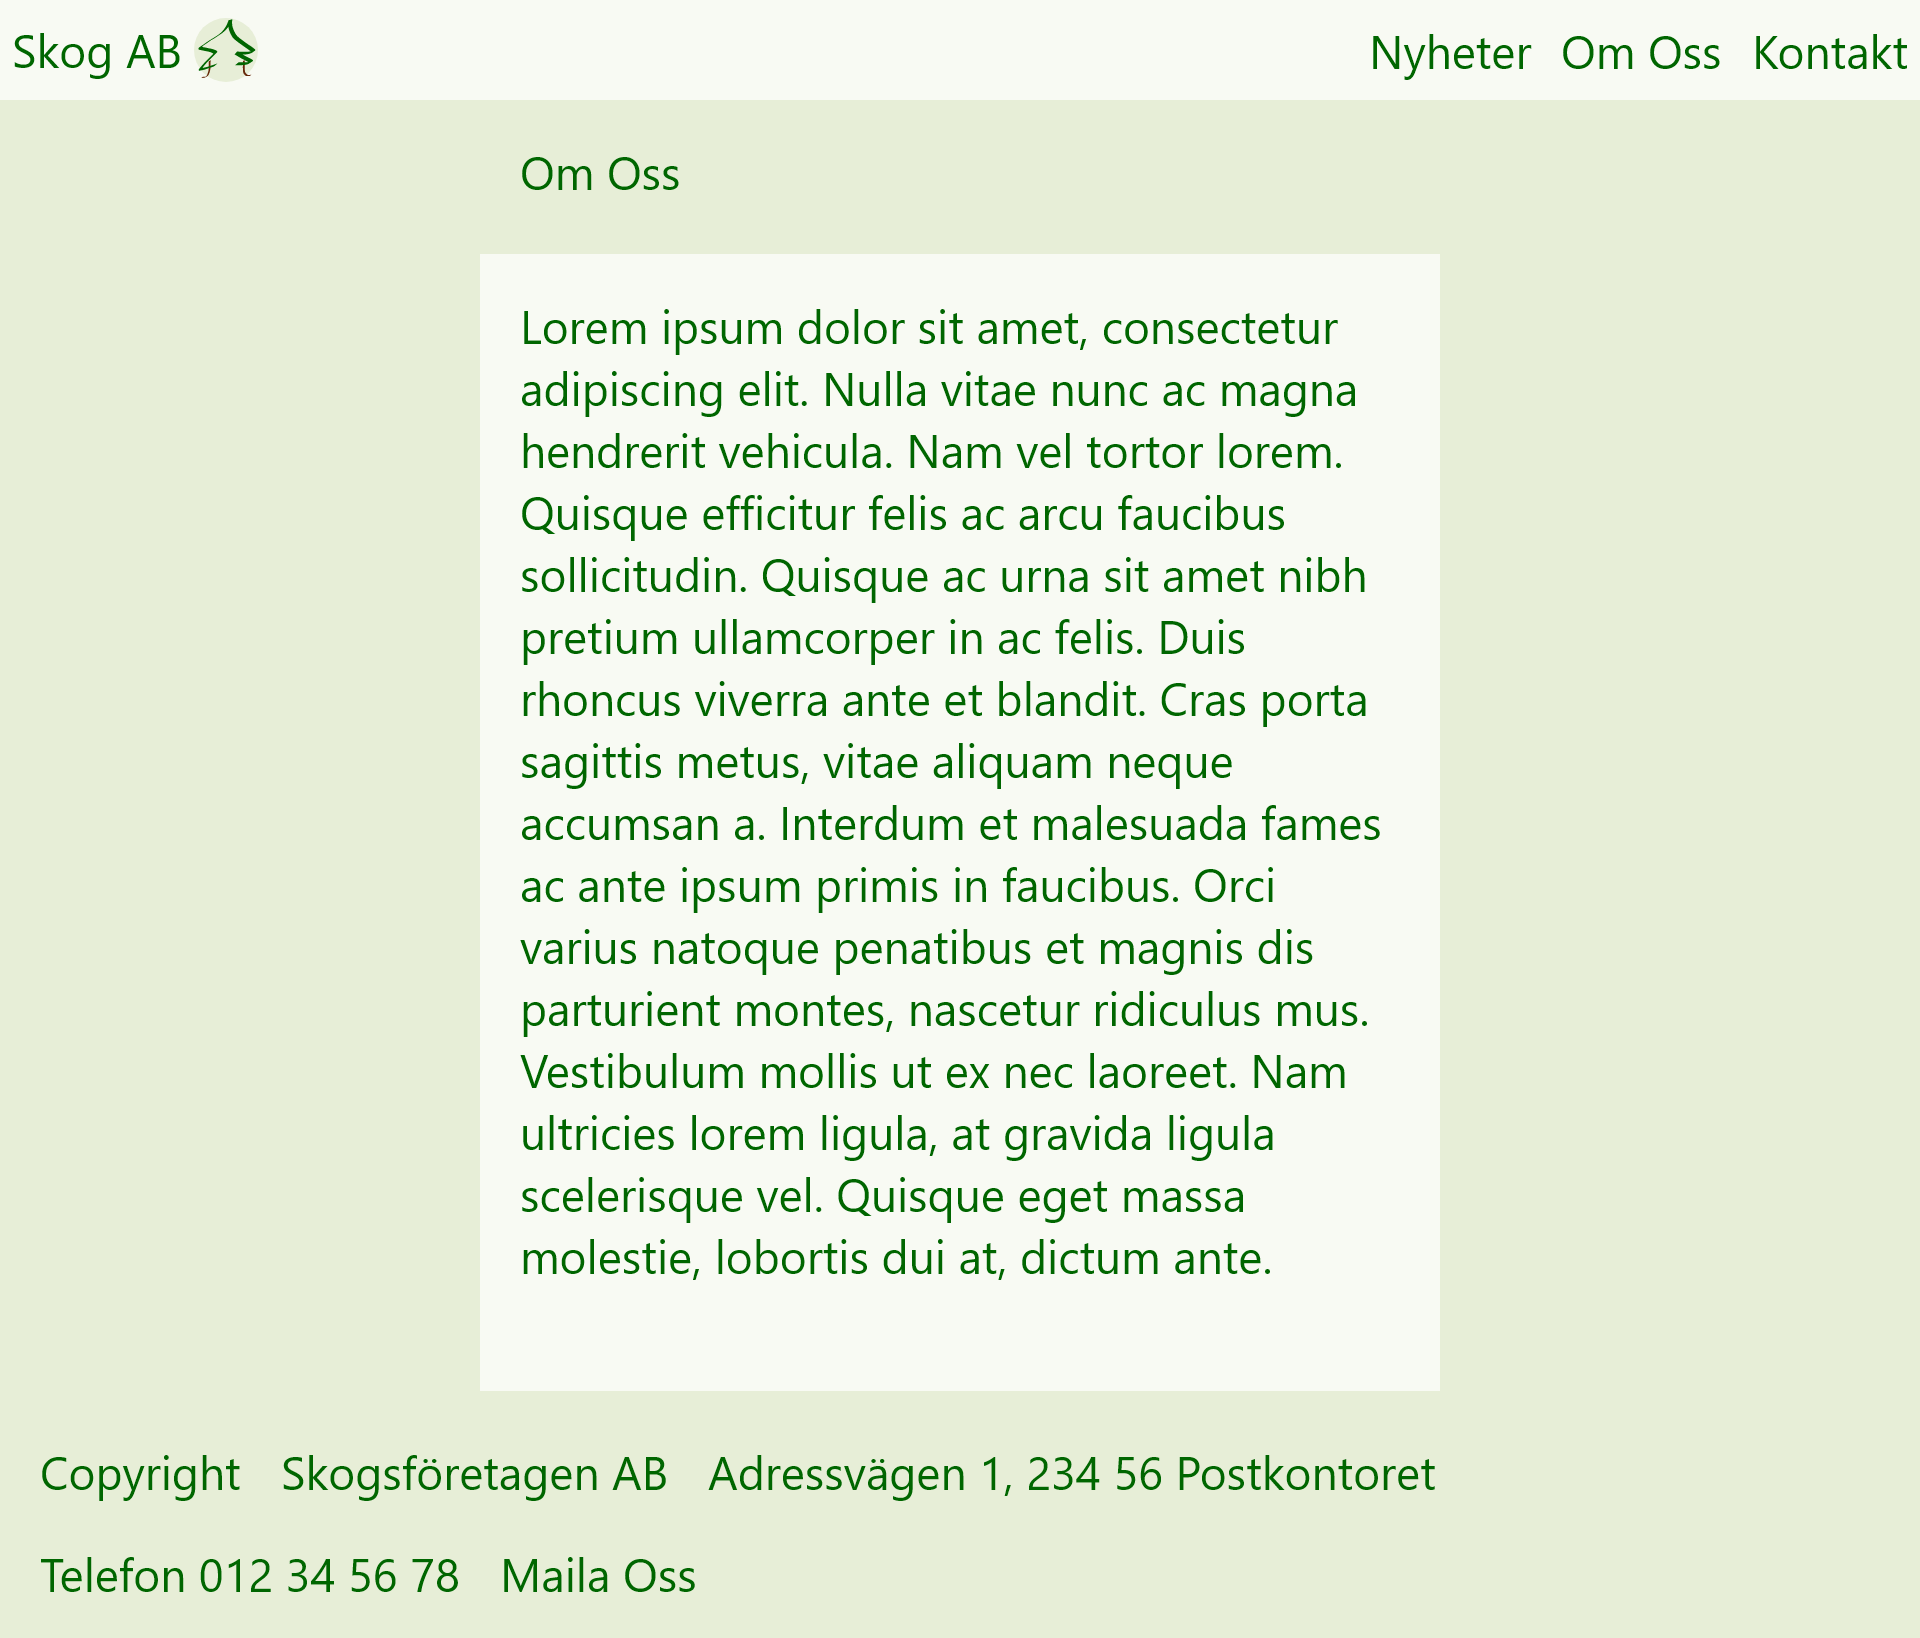 Skog AB
Nyheter Om Oss Kontakt
Om Oss
Lorem ipsum dolor sit amet, consectetur
adipiscing elit. Nulla vitae nunc ac magna
hendrerit vehicula. Nam vel tortor lorem.
Quisque efficitur felis ac arcu faucibus
sollicitudin. Quisque ac urna sit amet nibh
pretium ullamcorper in ac felis. Duis
rhoncus viverra ante et blandit. Cras porta
sagittis metus, vitae aliquam neque
accumsan a. Interdum et malesuada fames
ac ante ipsum primis in faucibus. Orci
varius natoque penatibus et magnis dis
parturient montes, nascetur ridiculus mus.
Vestibulum mollis ut ex nec laoreet. Nam
ultricies lorem ligula, at gravida ligula
scelerisque vel. Quisque eget massa
molestie, lobortis dui at, dictum ante.
Copyright Skogsföretagen AB Adressvägen 1, 234 56 Postkontoret
Telefon 012 34 56 78 Maila Oss